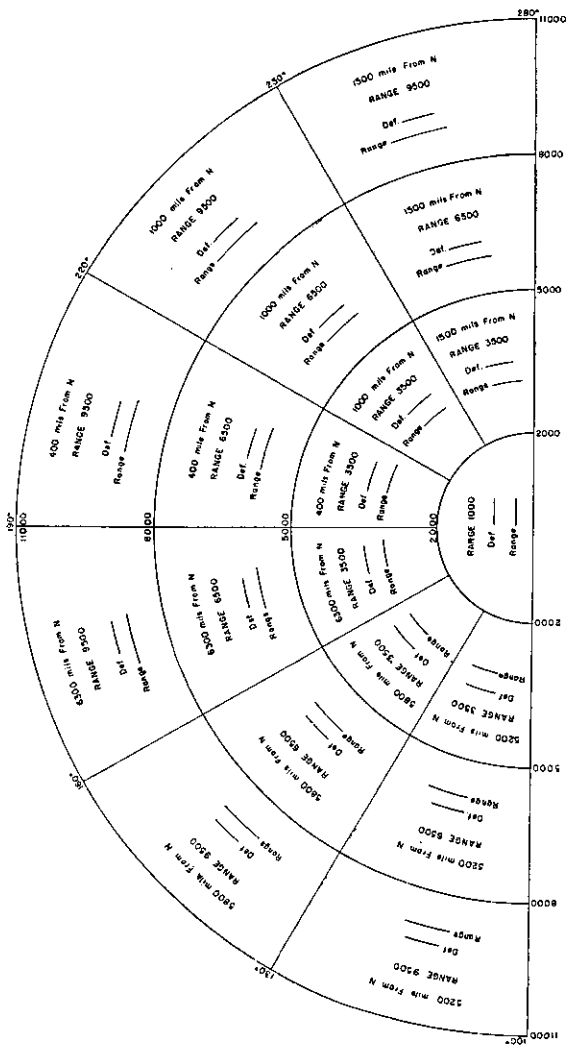 280°
11000
1500 mils From N
RANGE 9500
Def.
Range
8000
1500 mils From N
RANGE 6500
Def.
Range
5000
1500 mils From N
RANGE 3500
Def.
Range
2000
250°
1000 mils From N
RANGE 9500
Def.
Range
1000 mils From N
RANGE 6500
Def.
Range
1000 mils From N
RANGE 3500
Def.
Range
220°
400 mils From N
RANGE 9500
Def.
Range
400 mils From N
RANGE 6500
Def
Range
400 mils From N
RANGE 3500
Def
Range
190°
11000
8000
5000
2000
RANGE 1000
Def
Range
6300 mils From N
RANGE 9500
Def
Range
6300 mils From N
RANGE 6500
Def
Range
6300 mils From N
RANGE 3500
Def
Range
160°
5800 mils From N
RANGE 9500
Def
Range
5800 mils From N
RANGE 6500
Def
Range
5800 mils From N
RANGE 3500
Def
Range
130°
5200 mils From N
RANGE 9500
Def
Range
5200 mils From N
RANGE 6500
Def
Range
5200 mils From N
RANGE 3500
Def
Range
2000
5000
8000
11000
100°